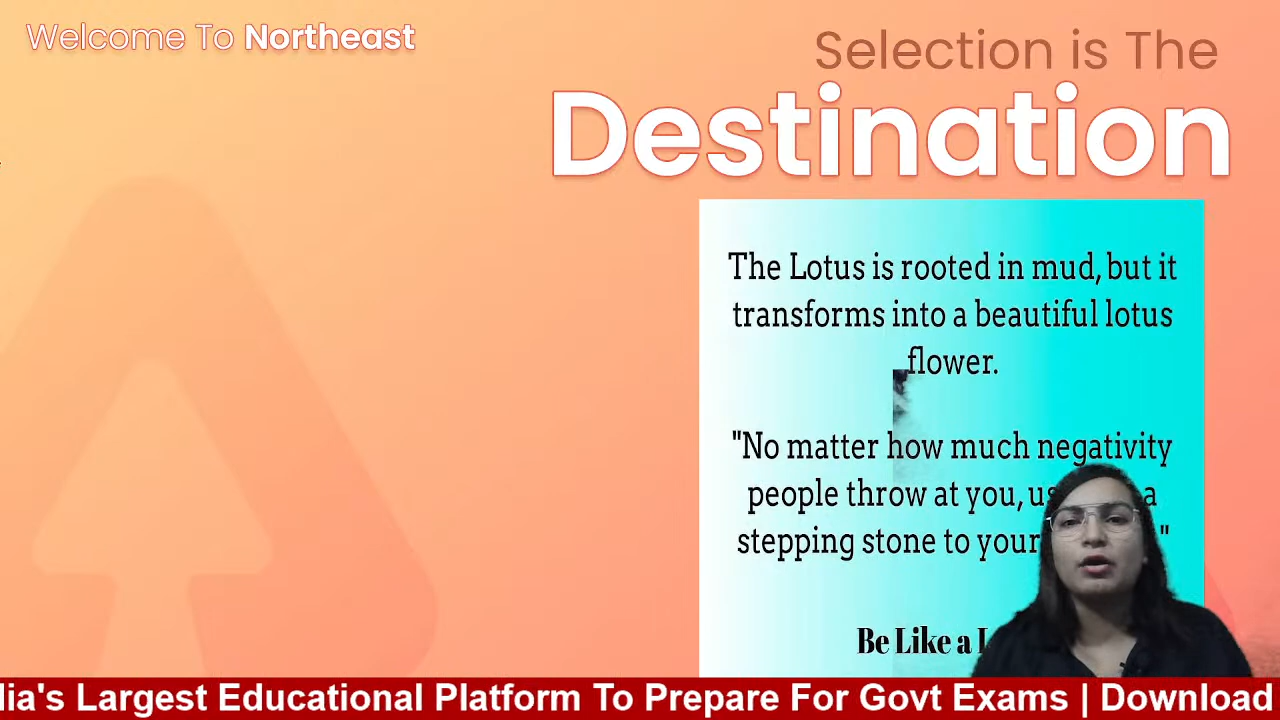 Welcome To Northeast
Selection is The
Destination
The Lotus is rooted in mud, but it
transforms into a beautiful lotus
flower.
"No matter how much negativity
people throw at you, a
stepping stone to your "
Be Like a
Largest Educational Platform To Prepare For Govt Exams | Download